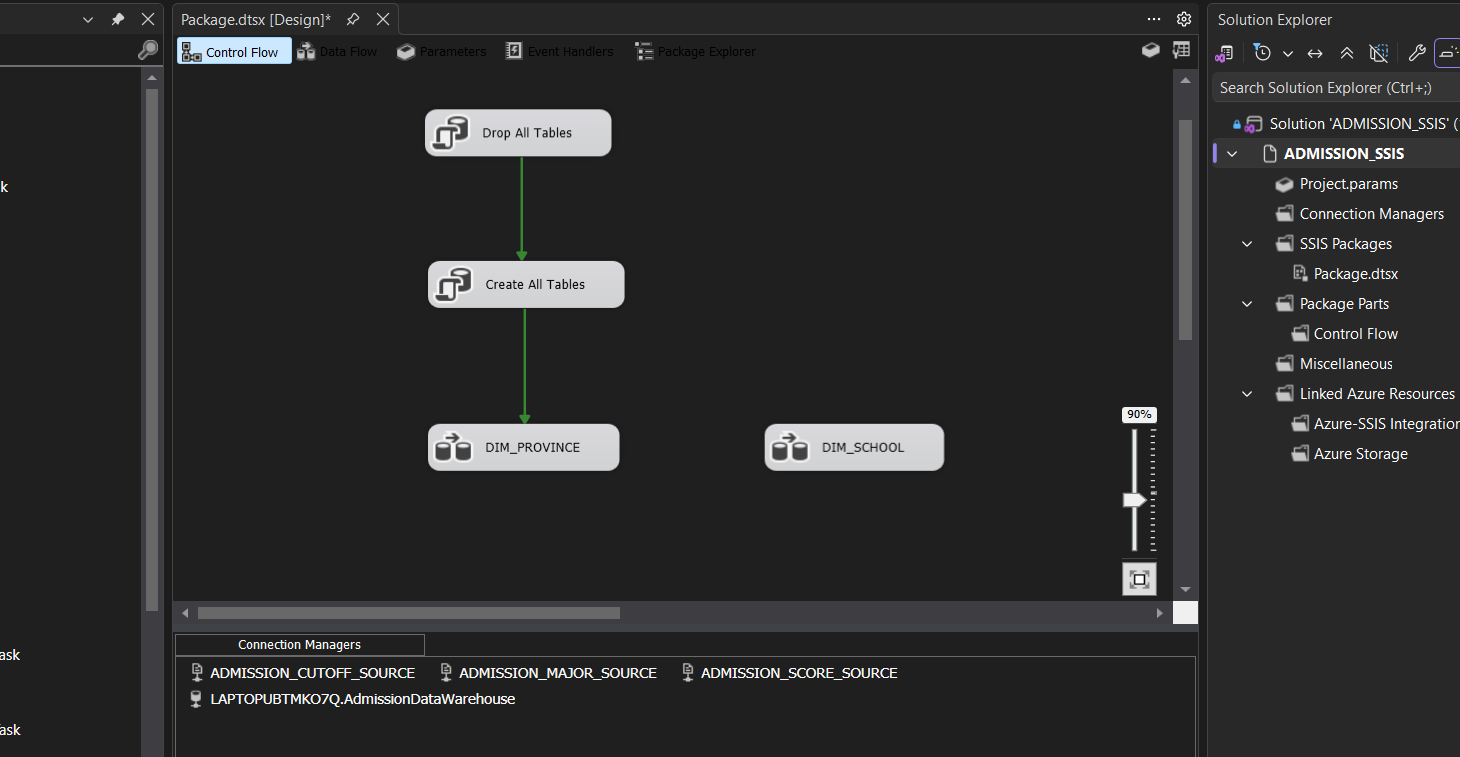 Package.dtsx [Design]*
Control Flow
Data Flow
Parameters
Event Handlers
Package Explorer
Drop All Tables
Create All Tables
DIM_PROVINCE
DIM_SCHOOL
90%
Connection Managers
ADMISSION_CUTOFF_SOURCE
ADMISSION_MAJOR_SOURCE
ADMISSION_SCORE_SOURCE
LAPTOPUBTMKO7Q.AdmissionDataWarehouse
k
ask
ask
Solution Explorer
Search Solution Explorer (Ctrl+;)
Solution 'ADMISSION_SSIS' (
ADMISSION_SSIS
Project.params
Connection Managers
SSIS Packages
Package.dtsx
Package Parts
Control Flow
Miscellaneous
Linked Azure Resources
Azure-SSIS Integration
Azure Storage